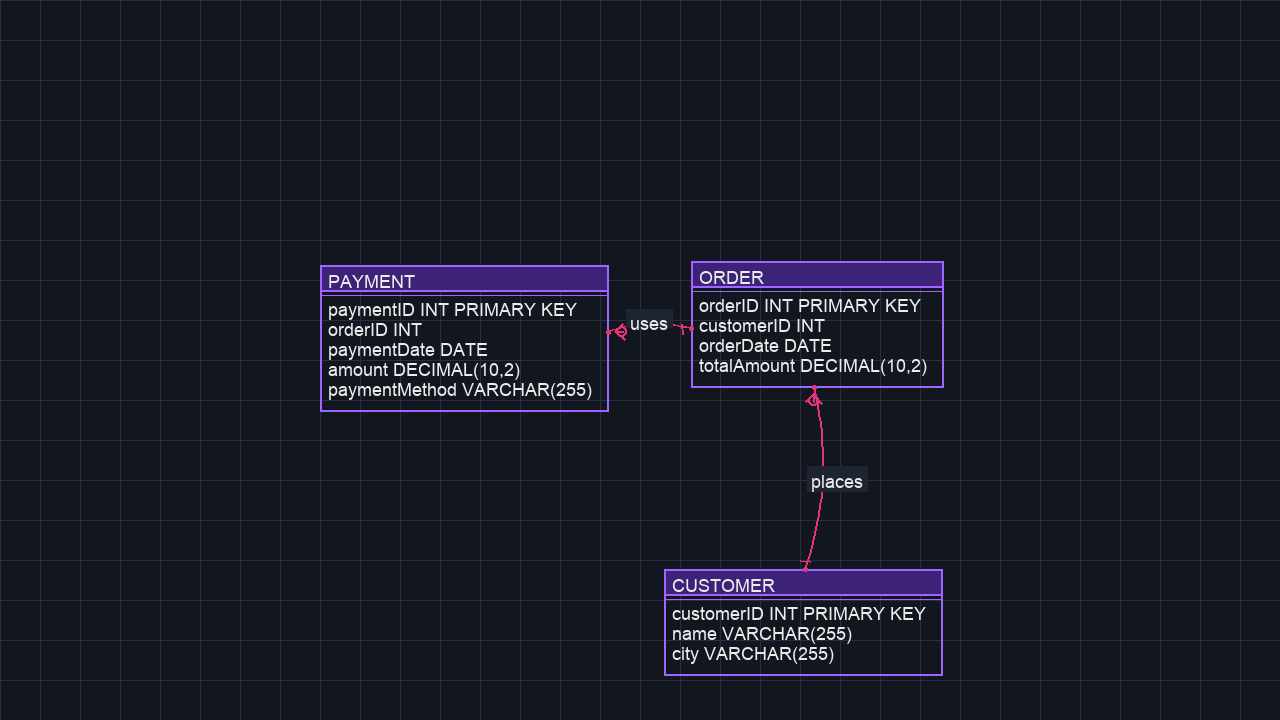 PAYMENT
paymentID INT PRIMARY KEY
orderID INT
paymentDate DATE
amount DECIMAL(10,2)
paymentMethod VARCHAR(255)
uses
ORDER
orderID INT PRIMARY KEY
customerID INT
orderDate DATE
totalAmount DECIMAL(10,2)
places
CUSTOMER
customerID INT PRIMARY KEY
name VARCHAR(255)
city VARCHAR(255)